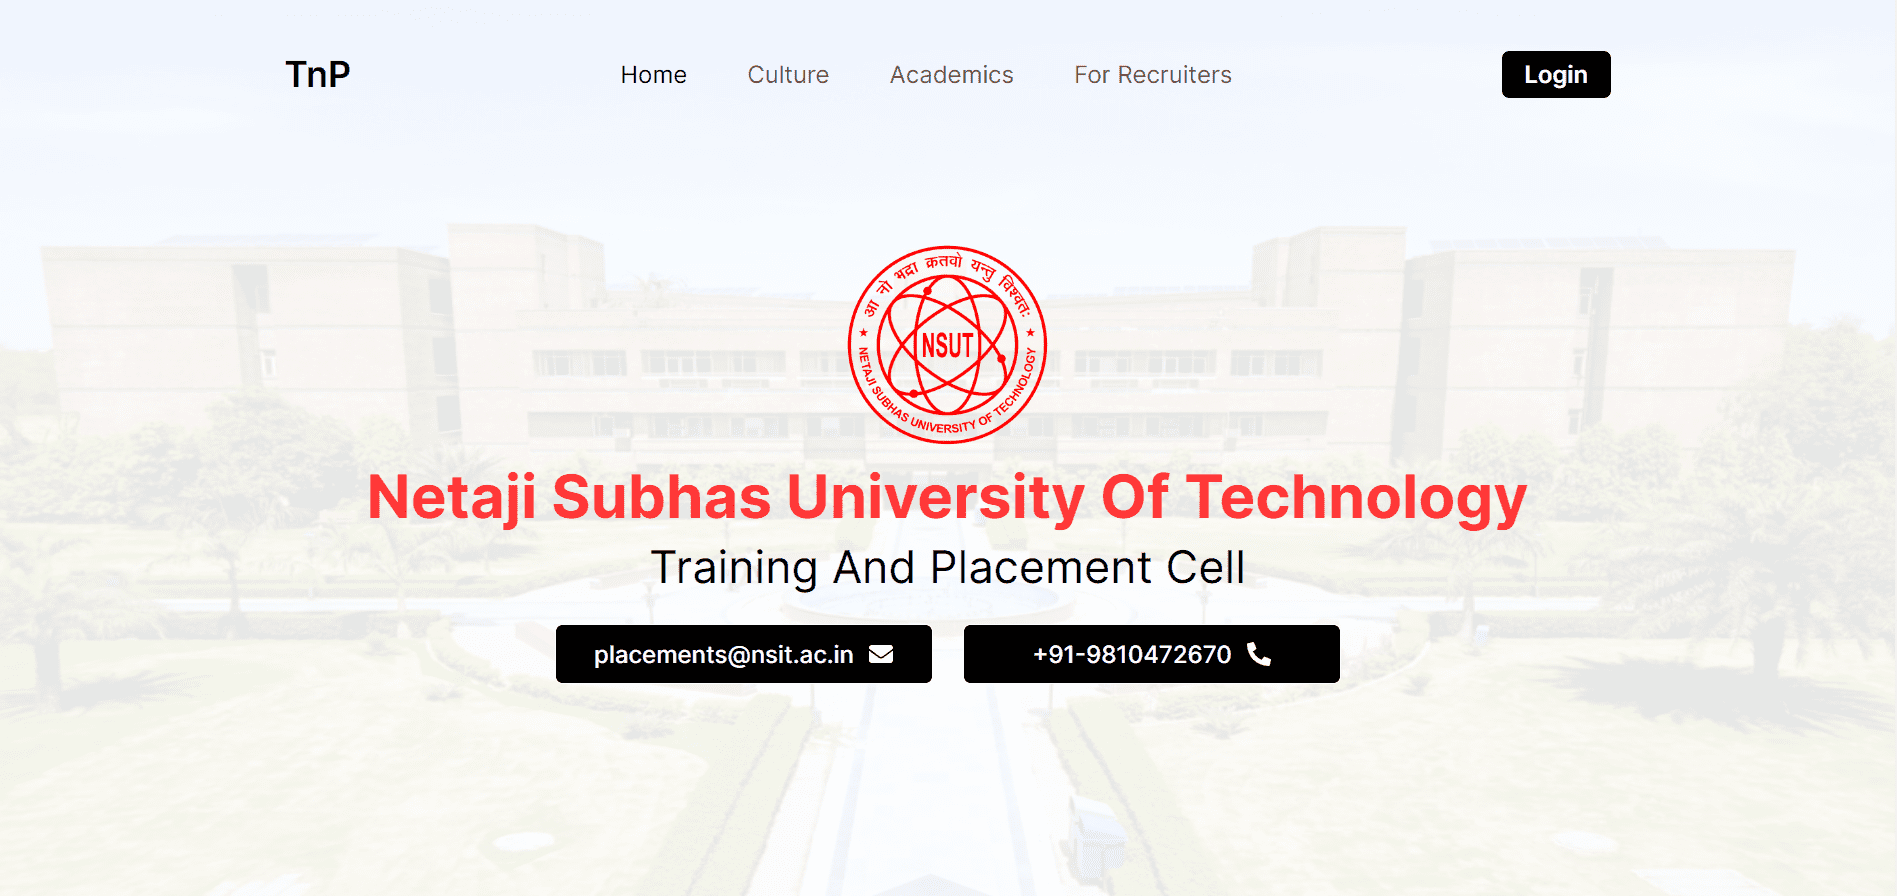 TnP
Home
Culture
Academics
For Recruiters
Login
आ नो भद्रा क्रतवो यन्तु विश्वतः
NSUT
NETAJI SUBHAS UNIVERSITY OF TECHNOLOGY
Netaji Subhas University Of Technology
Training And Placement Cell
placements@nsit.ac.in
+91-9810472670